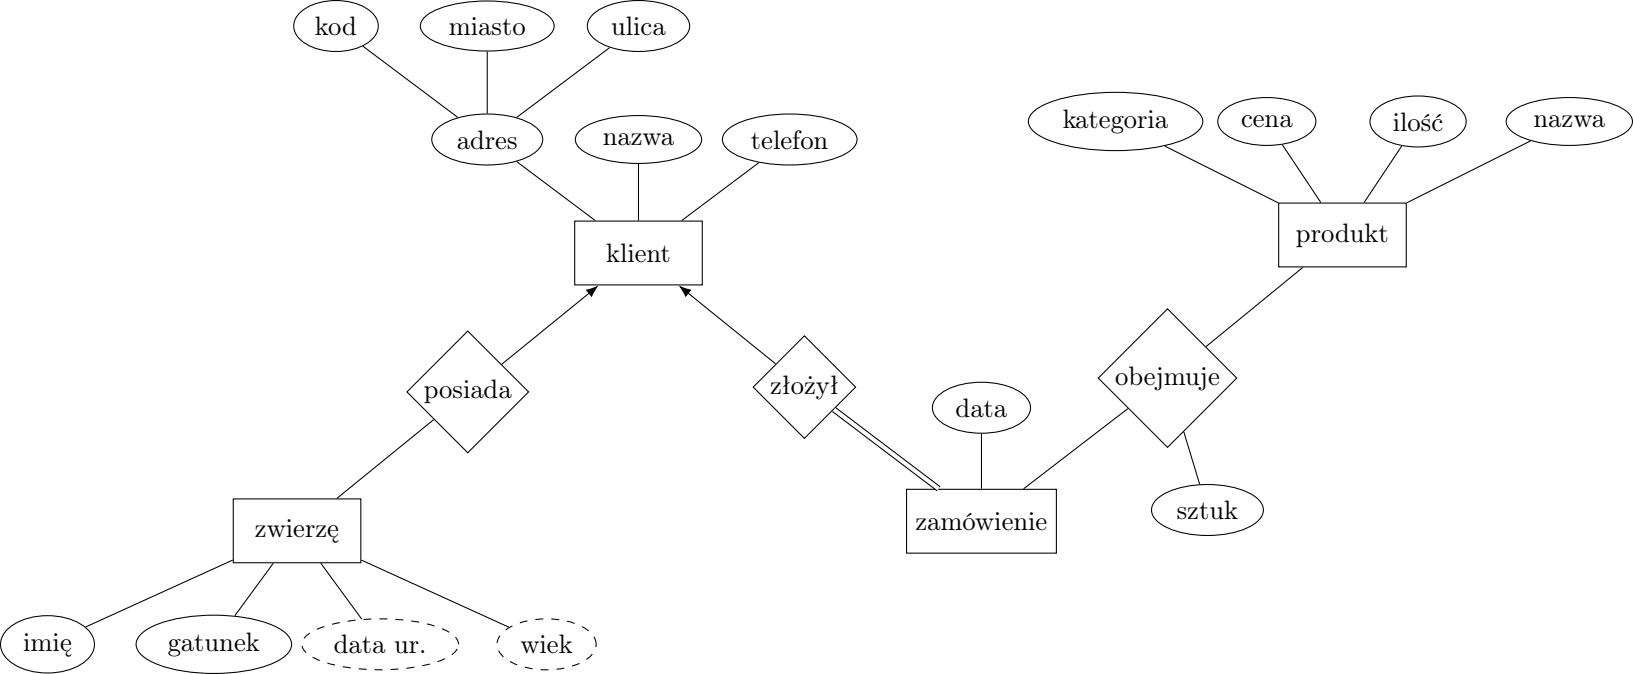 kod
miasto
ulica
adres
nazwa
telefon
kategoria
cena
ilość
nazwa
klient
produkt
posiada
złożył
obejmuje
data
sztuk
zwierzę
zamówienie
imię
gatunek
data ur.
wiek